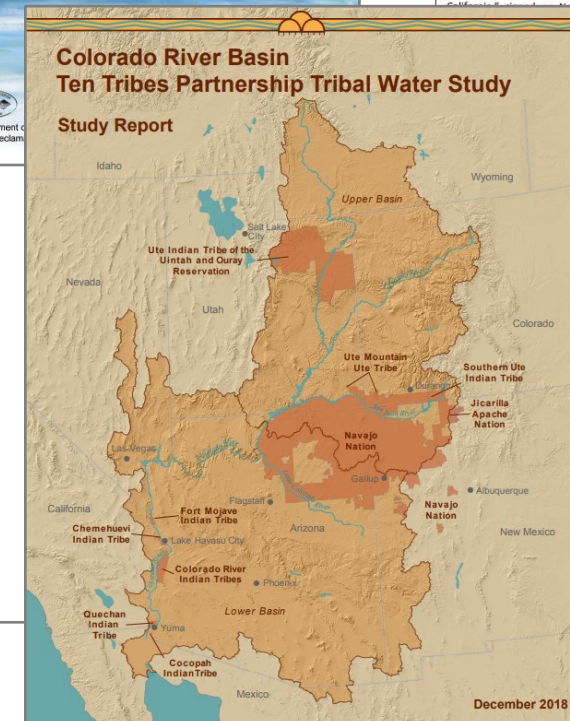 Colorado River Basin
Ten Tribes Partnership Tribal Water Study
Study Report
Idaho
Wyoming
Upper Basin
Salt Lake
City
Ute Indian Tribe of the
Uintah and Ouray
Reservation
Nevada
Utah
Colorado
Ute Mountain
Ute Tribe
Southern Ute
Indian Tribe
Durango
Jicarilla
Apache
Nation
Navajo
Nation
Las Vegas
Gallup
Albuquerque
California
Flagstaff
Fort Mojave
Indian Tribe
Navajo
Nation
Chemehuevi
Indian Tribe
Lake Havasu City
Arizona
New Mexico
Colorado River
Indian Tribes
Phoenix
Quechan
Indian
Tribe
Lower Basin
Yuma
Cocopah
Indian Tribe
Mexico
December 2018